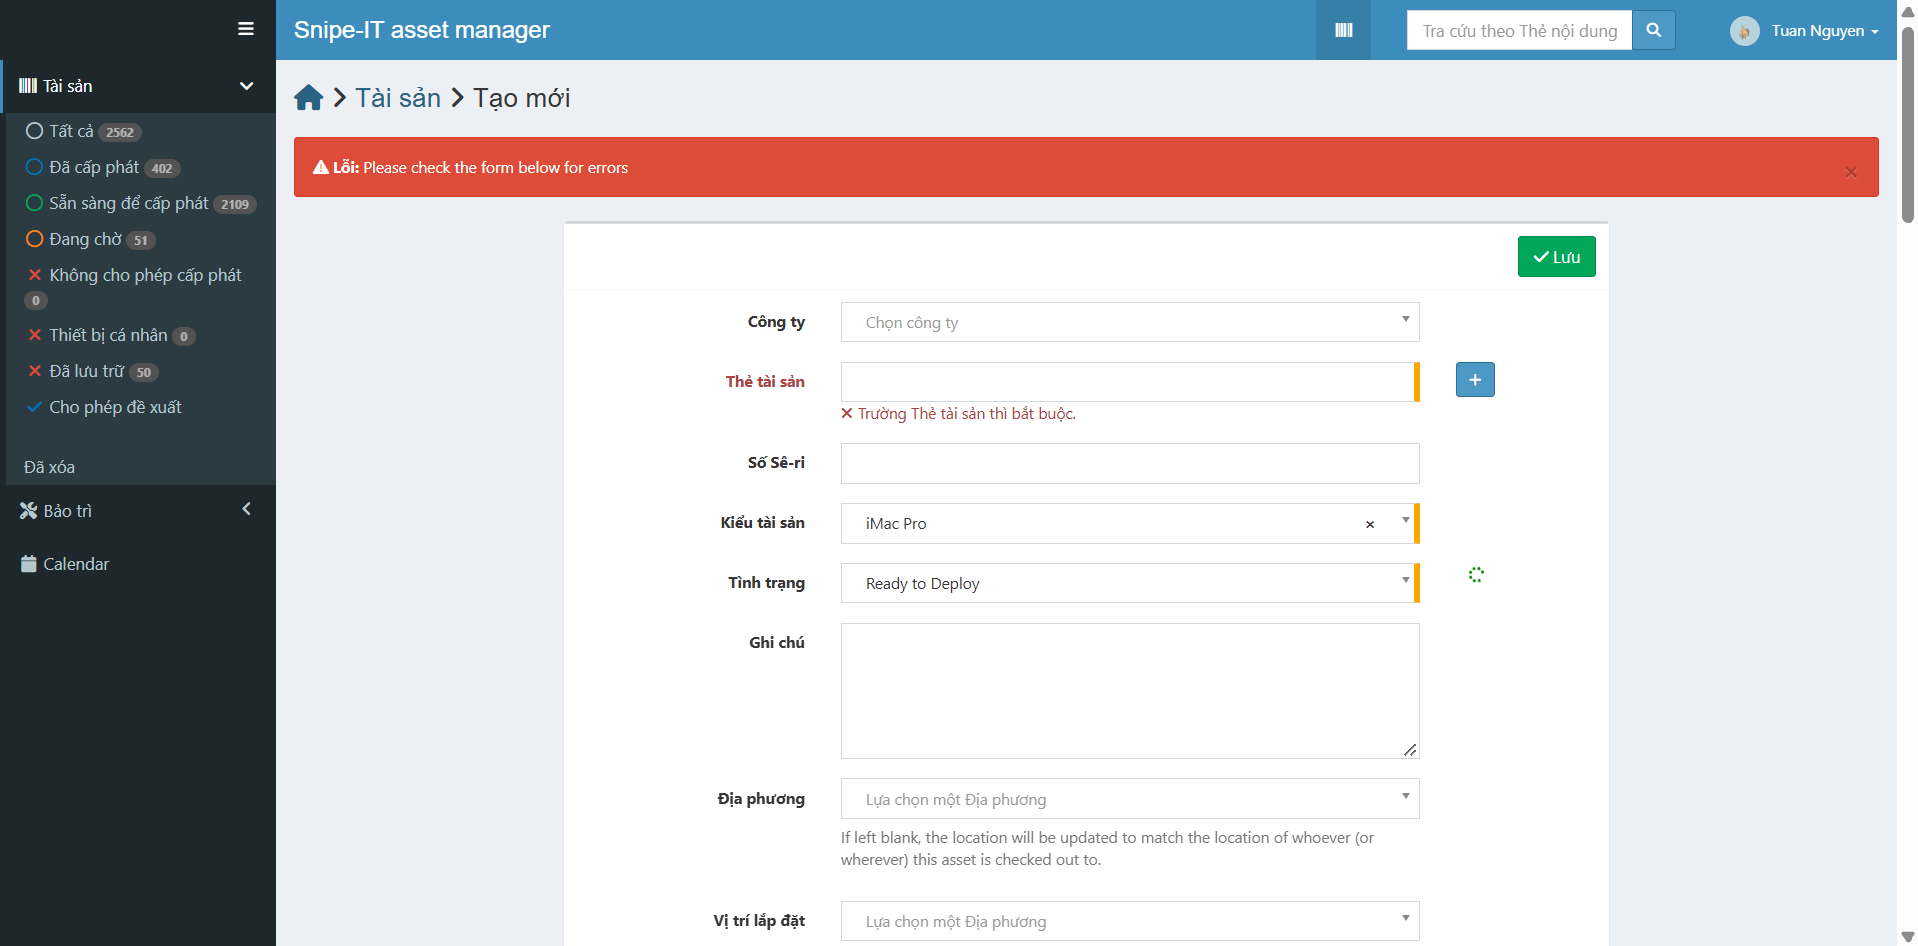 Snipe-IT asset manager
Tra cứu theo Thẻ nội dung
Tuan Nguyen
Tài sản
Tất cả 2562
Đã cấp phát 402
Sẵn sàng để cấp phát 2109
Đang chờ 51
Không cho phép cấp phát
0
Thiết bị cá nhân 0
Đã lưu trữ 50
Cho phép đề xuất
Đã xóa
Bảo trì
Calendar
Tài sản Tạo mới
Lỗi: Please check the form below for errors
×
Lưu
Công ty
Chọn công ty
Thẻ tài sản
Trường Thẻ tài sản thì bắt buộc.
Số Sê-ri
Kiểu tài sản
iMac Pro ×
Tình trạng
Ready to Deploy
Ghi chú
Địa phương
Lựa chọn một Địa phương
If left blank, the location will be updated to match the location of whoever (or
wherever) this asset is checked out to.
Vị trí lắp đặt
Lựa chọn một Địa phương